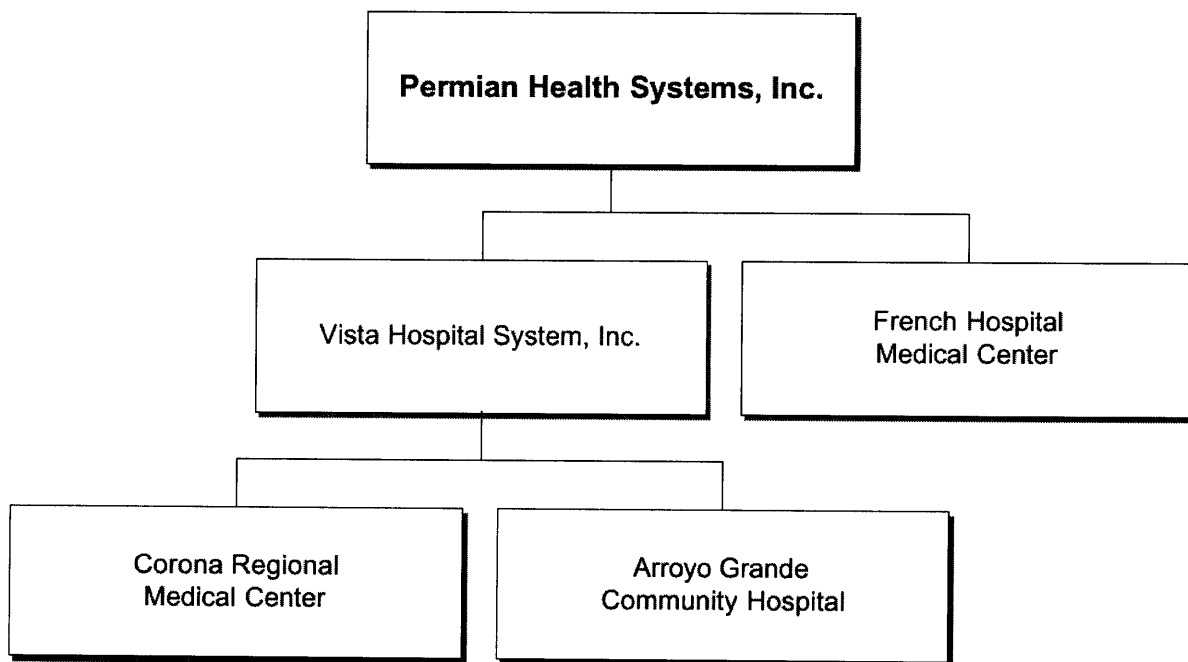 Permian Health Systems, Inc.
Vista Hospital System, Inc.
French Hospital
Medical Center
Corona Regional
Medical Center
Arroyo Grande
Community Hospital